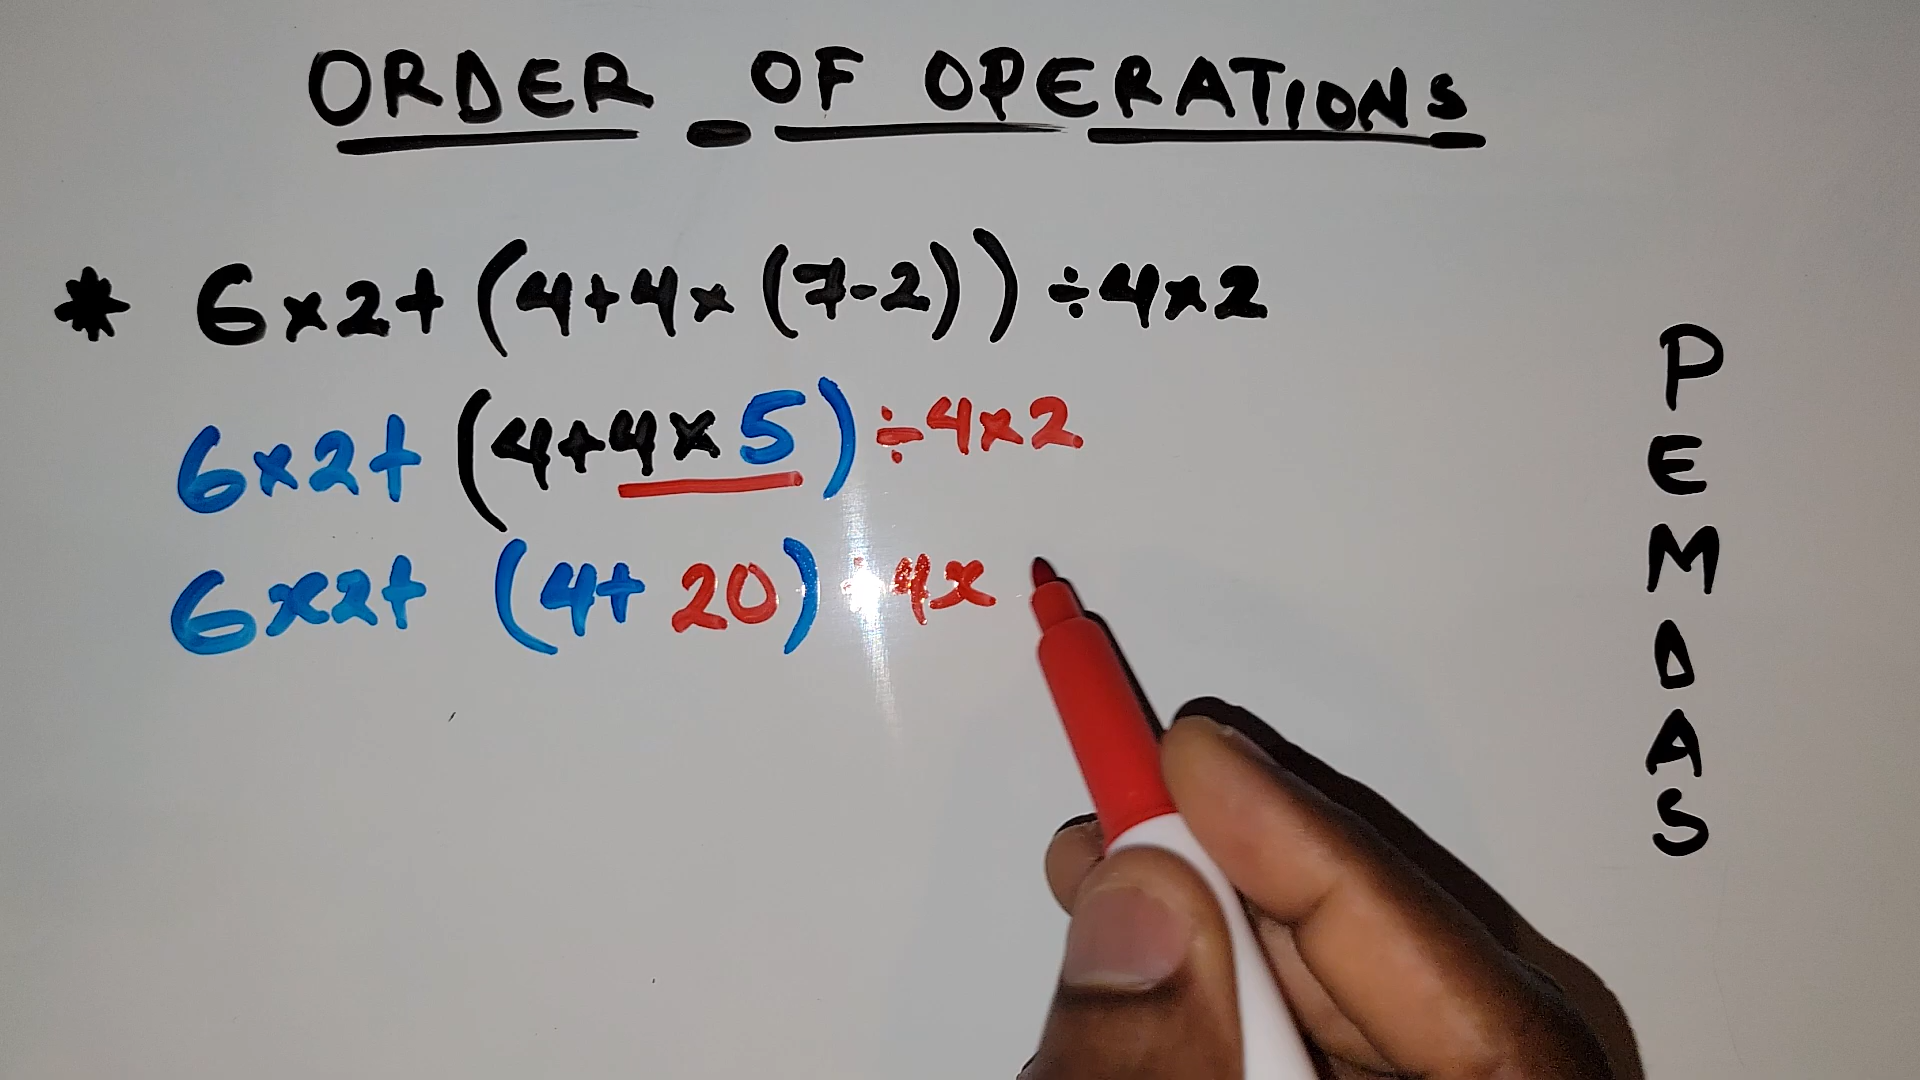 ORDER OF OPERATIONS
* 6×2+(4+4×(7-2))÷4×2
6×2+(4+4×5)÷4×2
6×2+(4+20)÷4×
P
E
M
D
A
S